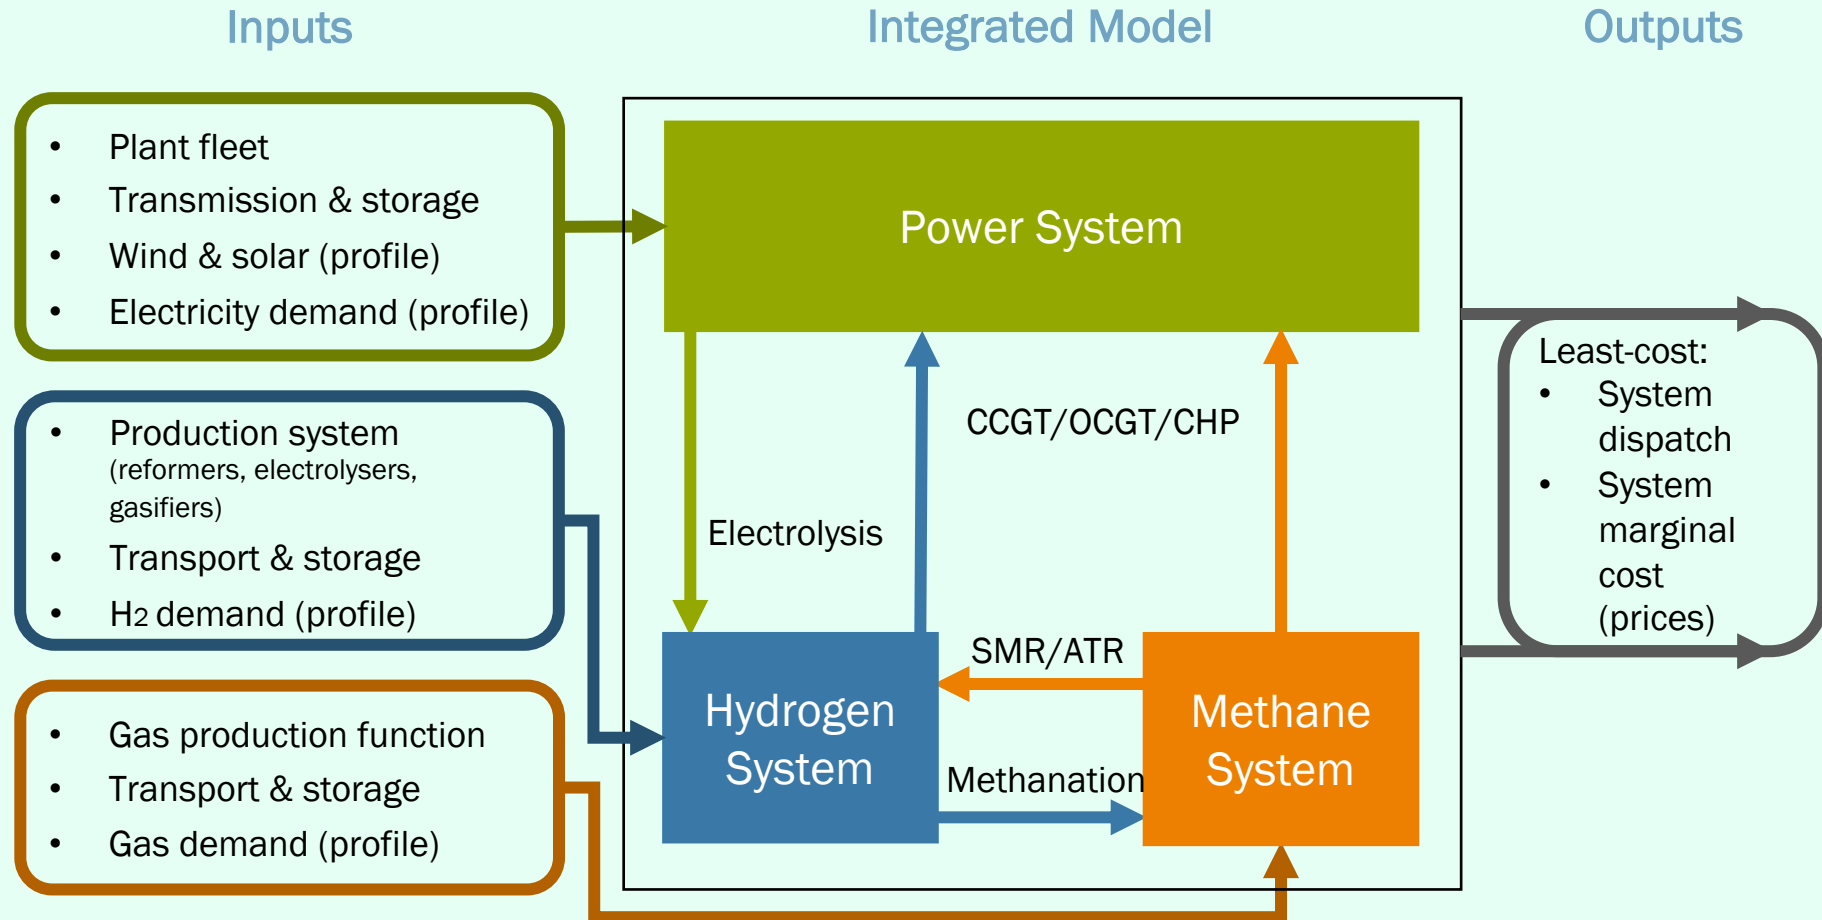 Inputs
Integrated Model
Outputs
• Plant fleet
• Transmission & storage
• Wind & solar (profile)
• Electricity demand (profile)
• Production system
(reformers, electrolysers,
gasifiers)
• Transport & storage
• H2 demand (profile)
• Gas production function
• Transport & storage
• Gas demand (profile)
Power System
CCGT/OCGT/CHP
Electrolysis
SMR/ATR
Hydrogen
System
Methanation
Methane
System
Least-cost:
• System
dispatch
• System
marginal
cost
(prices)